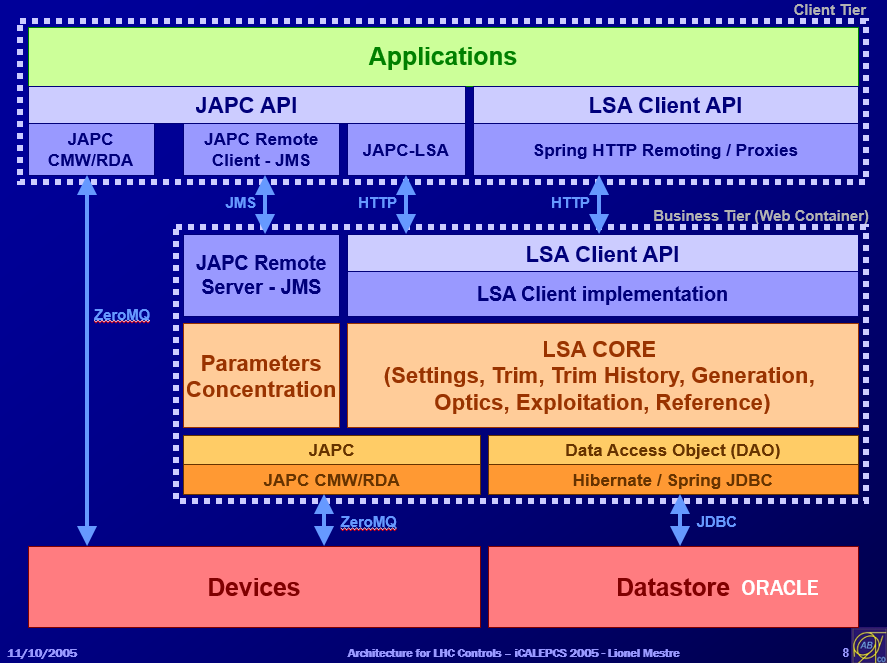 Client Tier
Applications
JAPC API
LSA Client API
JAPC
CMW/RDA
JAPC Remote
Client - JMS
JAPC-LSA
Spring HTTP Remoting / Proxies
JMS
HTTP
HTTP
Business Tier (Web Container)
JAPC Remote
Server - JMS
LSA Client API
LSA Client implementation
ZeroMQ
Parameters
Concentration
LSA CORE
(Settings, Trim, Trim History, Generation,
Optics, Exploitation, Reference)
JAPC
Data Access Object (DAO)
JAPC CMW/RDA
Hibernate / Spring JDBC
ZeroMQ
JDBC
Devices
Datastore ORACLE
11/10/2005
Architecture for LHC Controls – iCALEPCS 2005 - Lionel Mestre
8
AB
CO